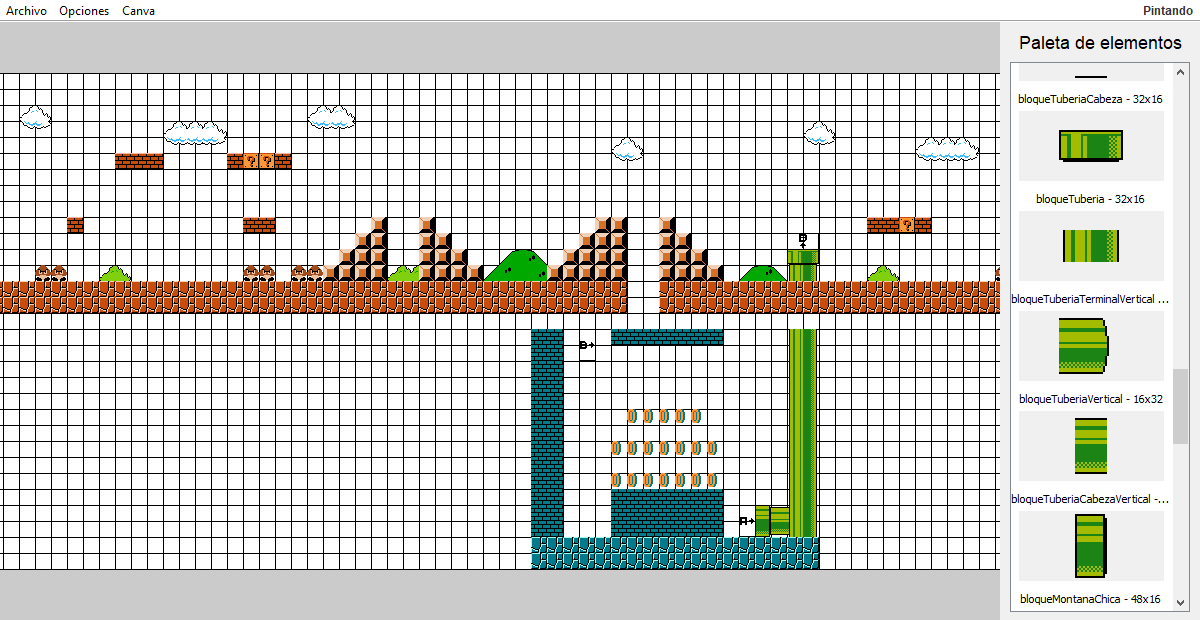 Archivo Opciones Canva
Pintando
Paleta de elementos
bloqueTuberiaCabeza - 32x16
? ?
bloqueTuberia - 32x16
?
B
bloqueTuberiaTerminalVertical ...
B
bloqueTuberiaVertical - 16x32
bloqueTuberiaCabezaVertical -...
A
bloqueMontanaChica - 48x16